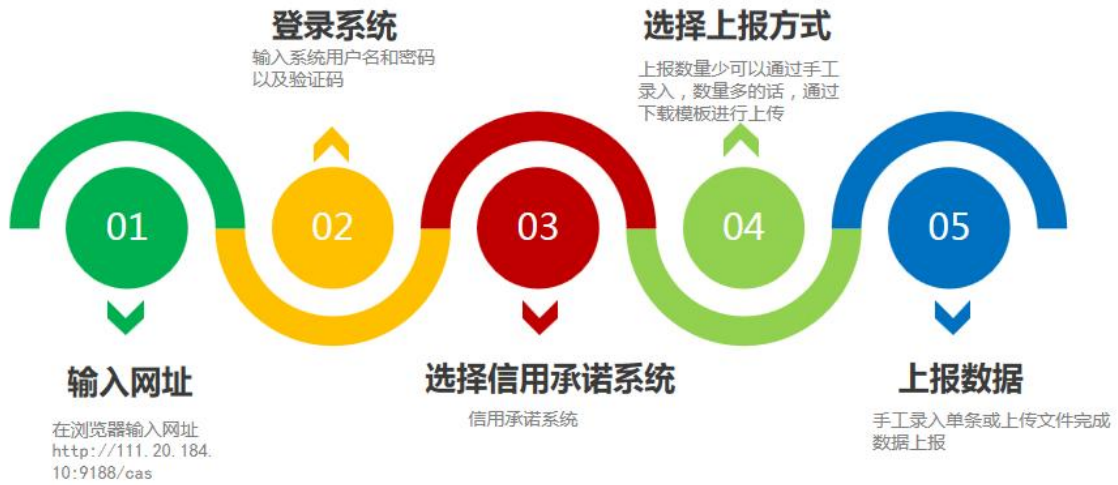 登录系统
输入系统用户名和密码
以及验证码
选择上报方式
上报数量少可以通过手工
录入，数量多的话，通过
下载模板进行上传
01
02
03
04
05
输入网址
在浏览器输入网址
http://111.20.184.
10:9188/cas
选择信用承诺系统
信用承诺系统
上报数据
手工录入单条或上传文件完成
数据上报